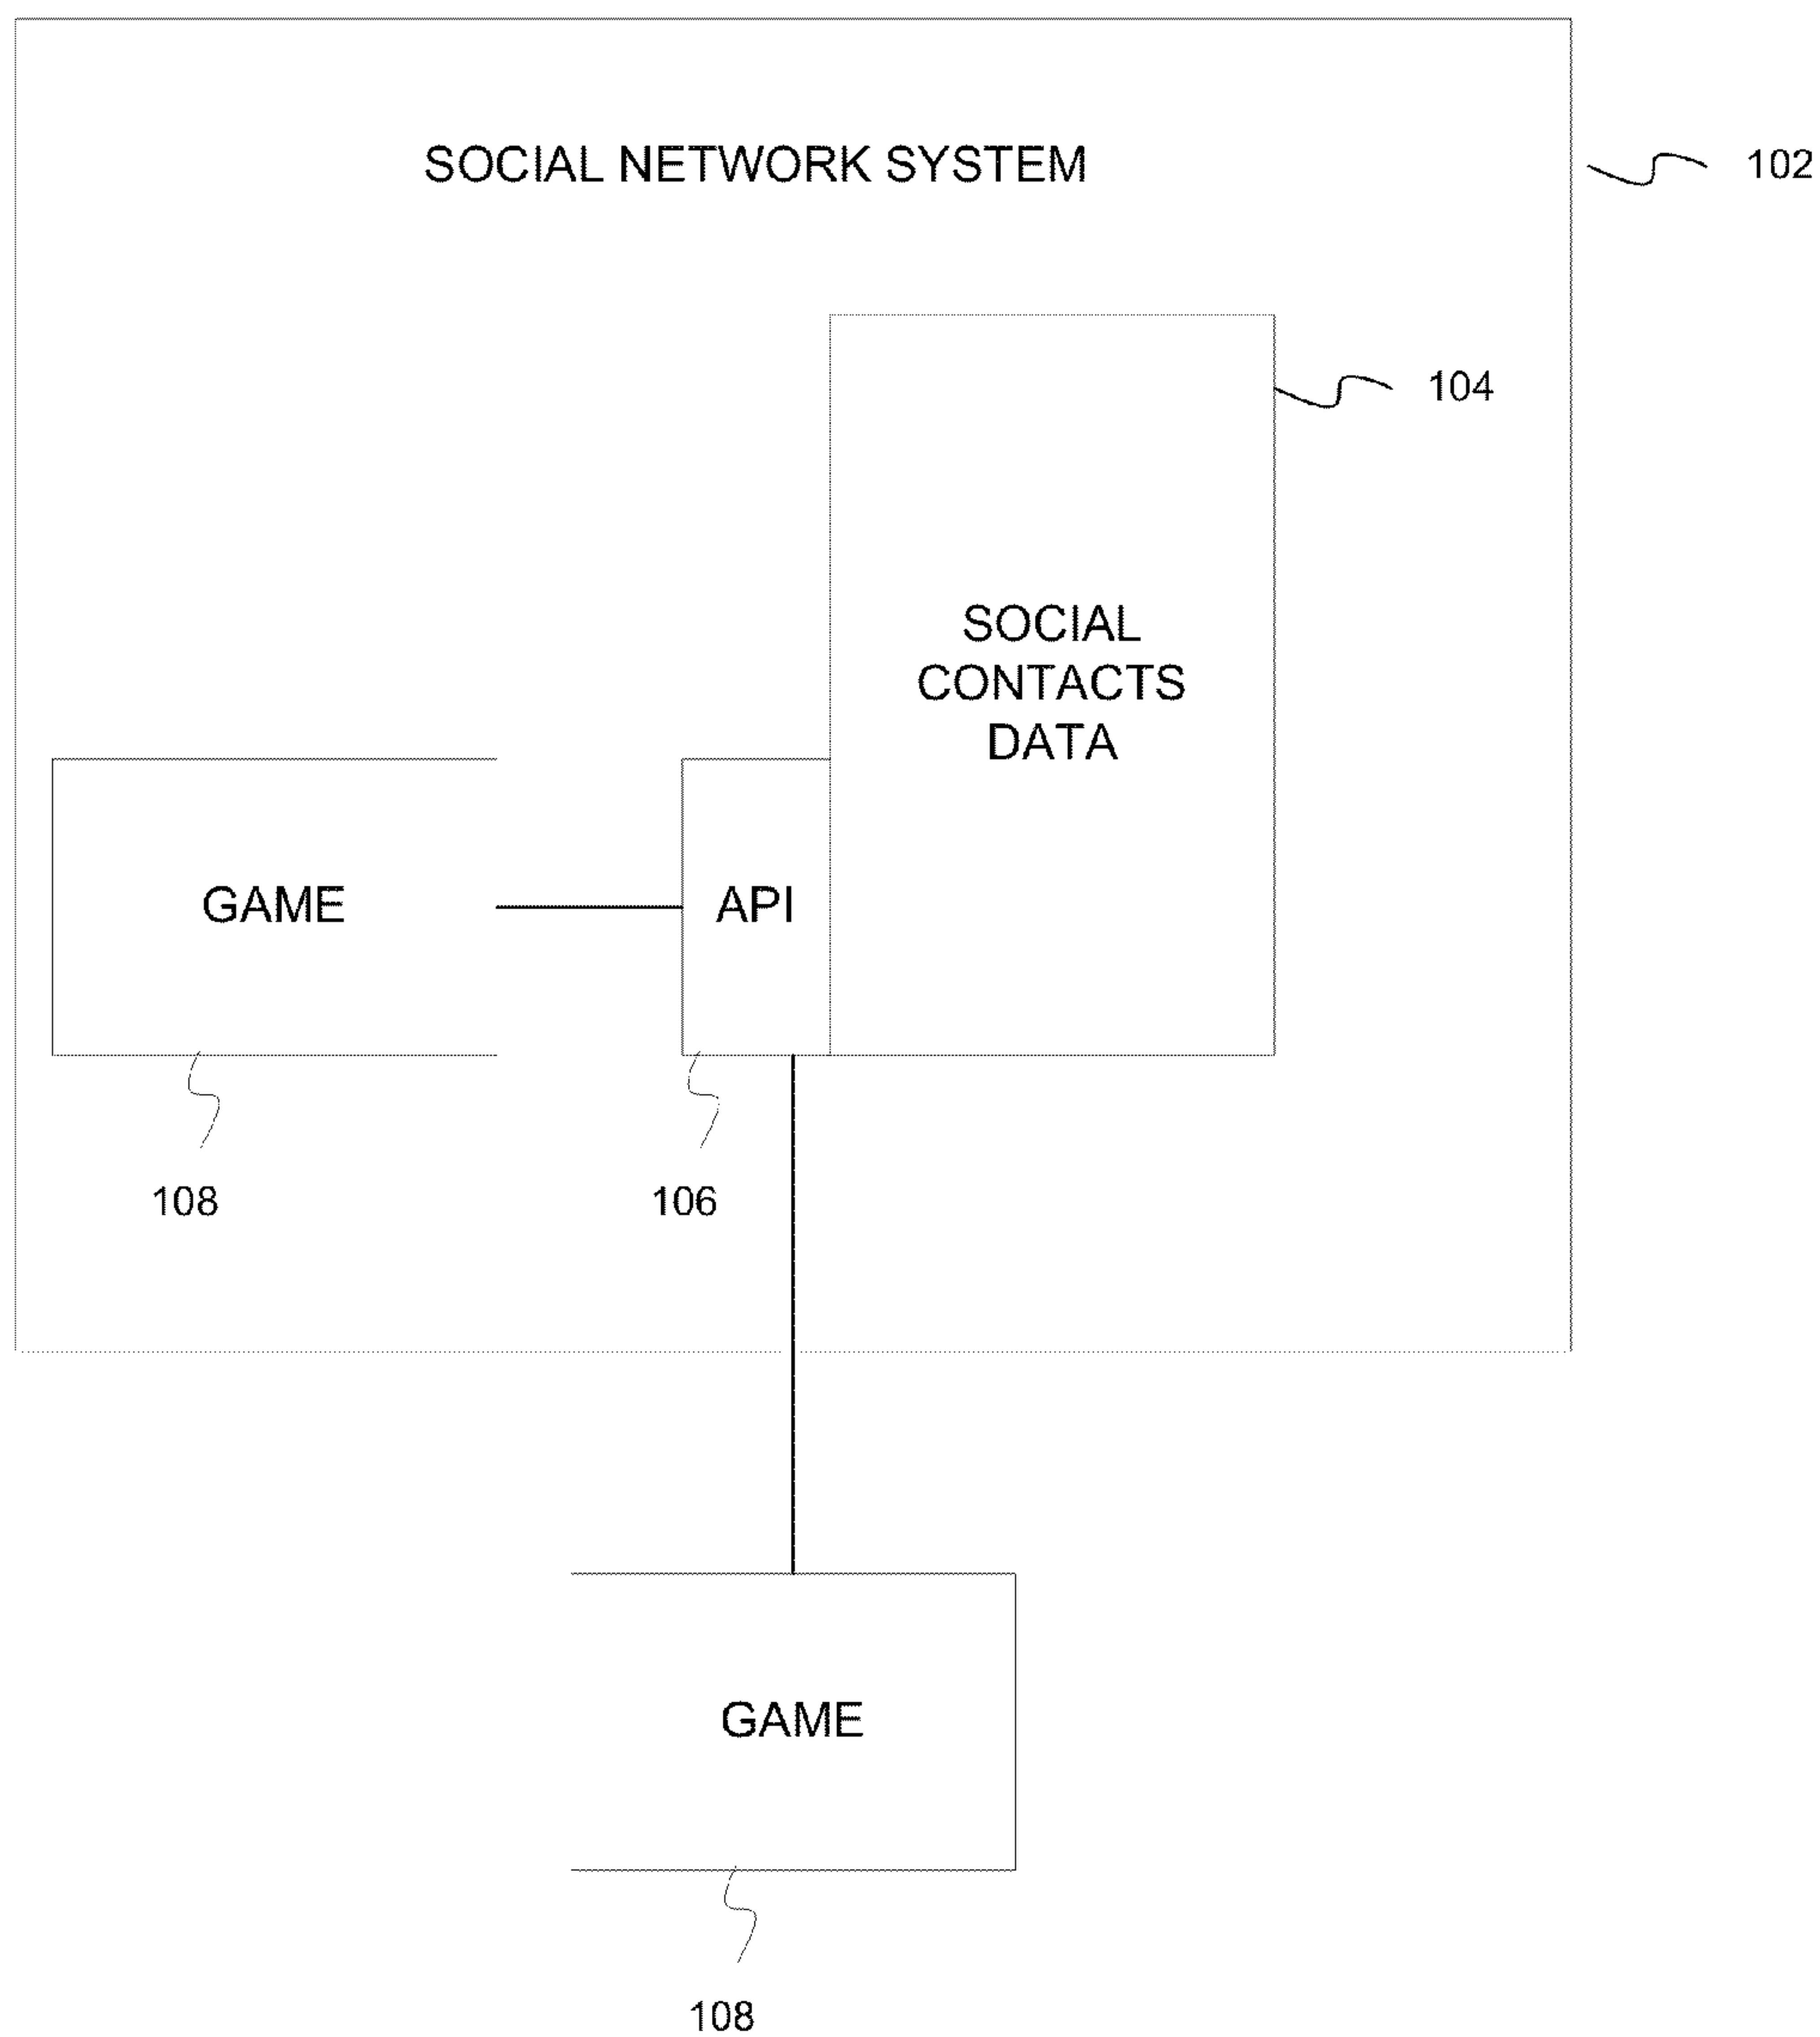 SOCIAL NETWORK SYSTEM
102
104
SOCIAL
CONTACTS
DATA
GAME
API
108
106
GAME
108